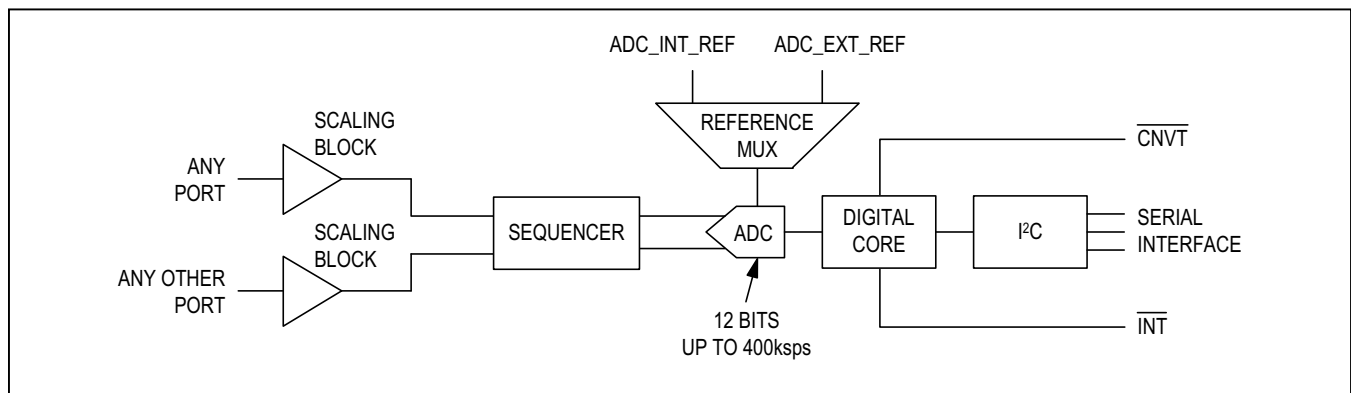 ADC_INT_REF
ADC_EXT_REF
REFERENCE
MUX
SCALING
BLOCK
ANY
PORT
SCALING
BLOCK
ANY OTHER
PORT
SEQUENCER
ADC
12 BITS
UP TO 400ksps
DIGITAL
CORE
I²C
CNVT
SERIAL
INTERFACE
INT